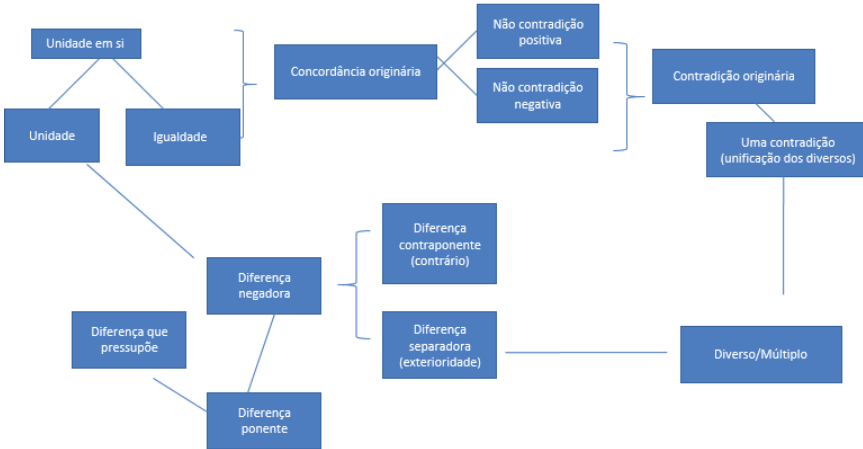 Unidade em si
Unidade
Igualdade
Concordância originária
Não contradição
positiva
Não contradição
negativa
Contradição originária
Uma contradição
(unificação dos diversos)
Diferença
contraponente
(contrário)
Diferença
negadora
Diferença que
pressupõe
Diferença
separadora
(exterioridade)
Diverso/Múltiplo
Diferença
ponente